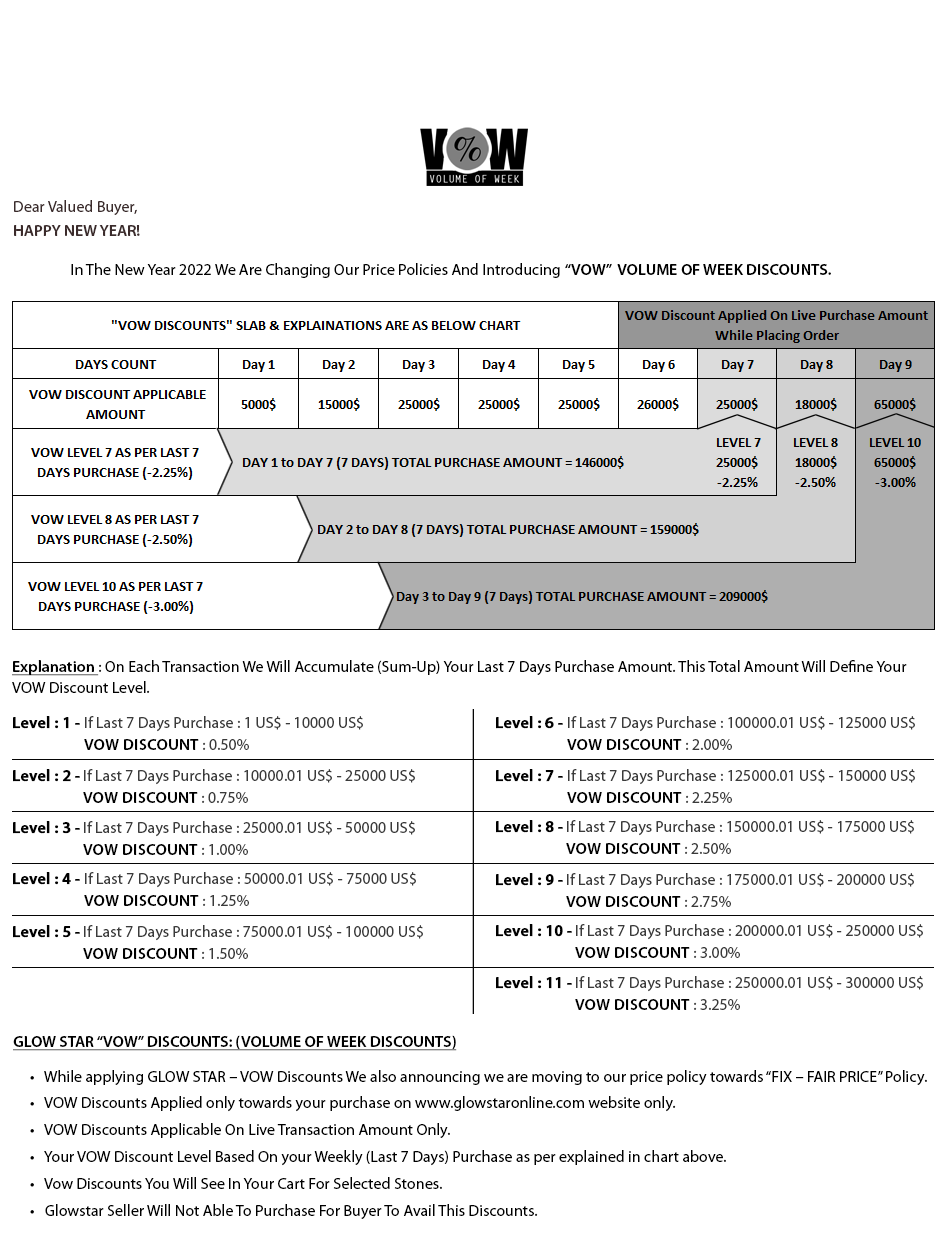 V%W
VOLUME OF WEEK
Dear Valued Buyer,
HAPPY NEW YEAR!
In The New Year 2022 We Are Changing Our Price Policies And Introducing “VOW” VOLUME OF WEEK DISCOUNTS.
"VOW DISCOUNTS" SLAB & EXPLAINATIONS ARE AS BELOW CHART
VOW Discount Applied On Live Purchase Amount
While Placing Order
DAYS COUNT Day 1 Day 2 Day 3 Day 4 Day 5 Day 6 Day 7 Day 8 Day 9
VOW DISCOUNT APPLICABLE
AMOUNT
5000$ 15000$ 25000$ 25000$ 25000$ 26000$ 25000$ 18000$ 65000$
VOW LEVEL 7 AS PER LAST 7
DAYS PURCHASE (-2.25%)
DAY 1 to DAY 7 (7 DAYS) TOTAL PURCHASE AMOUNT = 146000$
LEVEL 7
25000$
-2.25%
LEVEL 8
18000$
-2.50%
LEVEL 10
65000$
-3.00%
VOW LEVEL 8 AS PER LAST 7
DAYS PURCHASE (-2.50%)
DAY 2 to DAY 8 (7 DAYS) TOTAL PURCHASE AMOUNT = 159000$
VOW LEVEL 10 AS PER LAST 7
DAYS PURCHASE (-3.00%)
Day 3 to Day 9 (7 Days) TOTAL PURCHASE AMOUNT = 209000$
Explanation : On Each Transaction We Will Accumulate (Sum-Up) Your Last 7 Days Purchase Amount. This Total Amount Will Define Your
VOW Discount Level.
Level : 1 - If Last 7 Days Purchase : 1 US$ - 10000 US$
VOW DISCOUNT : 0.50%
Level : 2 - If Last 7 Days Purchase : 10000.01 US$ - 25000 US$
VOW DISCOUNT : 0.75%
Level : 3 - If Last 7 Days Purchase : 25000.01 US$ - 50000 US$
VOW DISCOUNT : 1.00%
Level : 4 - If Last 7 Days Purchase : 50000.01 US$ - 75000 US$
VOW DISCOUNT : 1.25%
Level : 5 - If Last 7 Days Purchase : 75000.01 US$ - 100000 US$
VOW DISCOUNT : 1.50%
Level : 6 - If Last 7 Days Purchase : 100000.01 US$ - 125000 US$
VOW DISCOUNT : 2.00%
Level : 7 - If Last 7 Days Purchase : 125000.01 US$ - 150000 US$
VOW DISCOUNT : 2.25%
Level : 8 - If Last 7 Days Purchase : 150000.01 US$ - 175000 US$
VOW DISCOUNT : 2.50%
Level : 9 - If Last 7 Days Purchase : 175000.01 US$ - 200000 US$
VOW DISCOUNT : 2.75%
Level : 10 - If Last 7 Days Purchase : 200000.01 US$ - 250000 US$
VOW DISCOUNT : 3.00%
Level : 11 - If Last 7 Days Purchase : 250000.01 US$ - 300000 US$
VOW DISCOUNT : 3.25%
GLOW STAR “VOW” DISCOUNTS: (VOLUME OF WEEK DISCOUNTS)
• While applying GLOW STAR – VOW Discounts We also announcing we are moving to our price policy towards “FIX – FAIR PRICE” Policy.
• VOW Discounts Applied only towards your purchase on www.glowstaronline.com website only.
• VOW Discounts Applicable On Live Transaction Amount Only.
• Your VOW Discount Level Based On your Weekly (Last 7 Days) Purchase as per explained in chart above.
• Vow Discounts You Will See In Your Cart For Selected Stones.
• Glowstar Seller Will Not Able To Purchase For Buyer To Avail This Discounts.